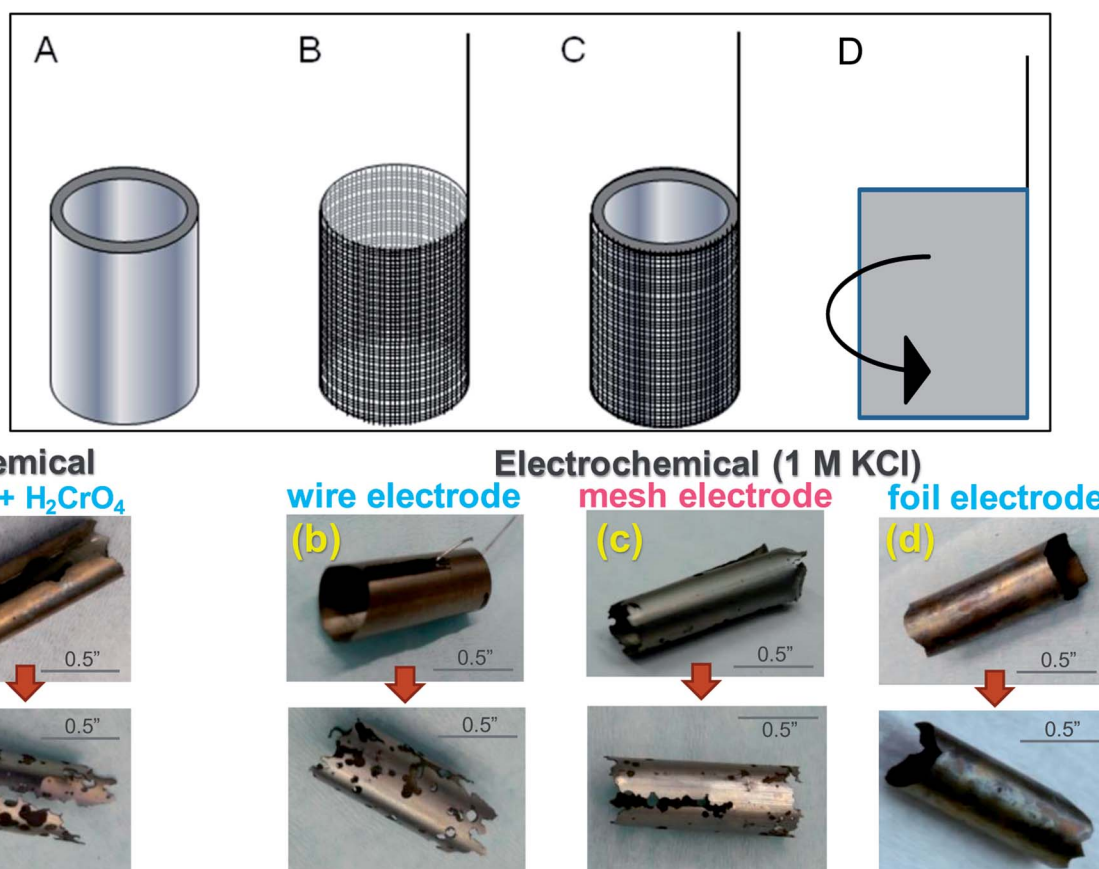 A B C D
emical Electrochemical (1 M KCl)
+ H₂CrO₄ wire electrode mesh electrode foil electrode
(b) (c) (d)
0.5" 0.5" 0.5" 0.5"
0.5" 0.5" 0.5" 0.5"